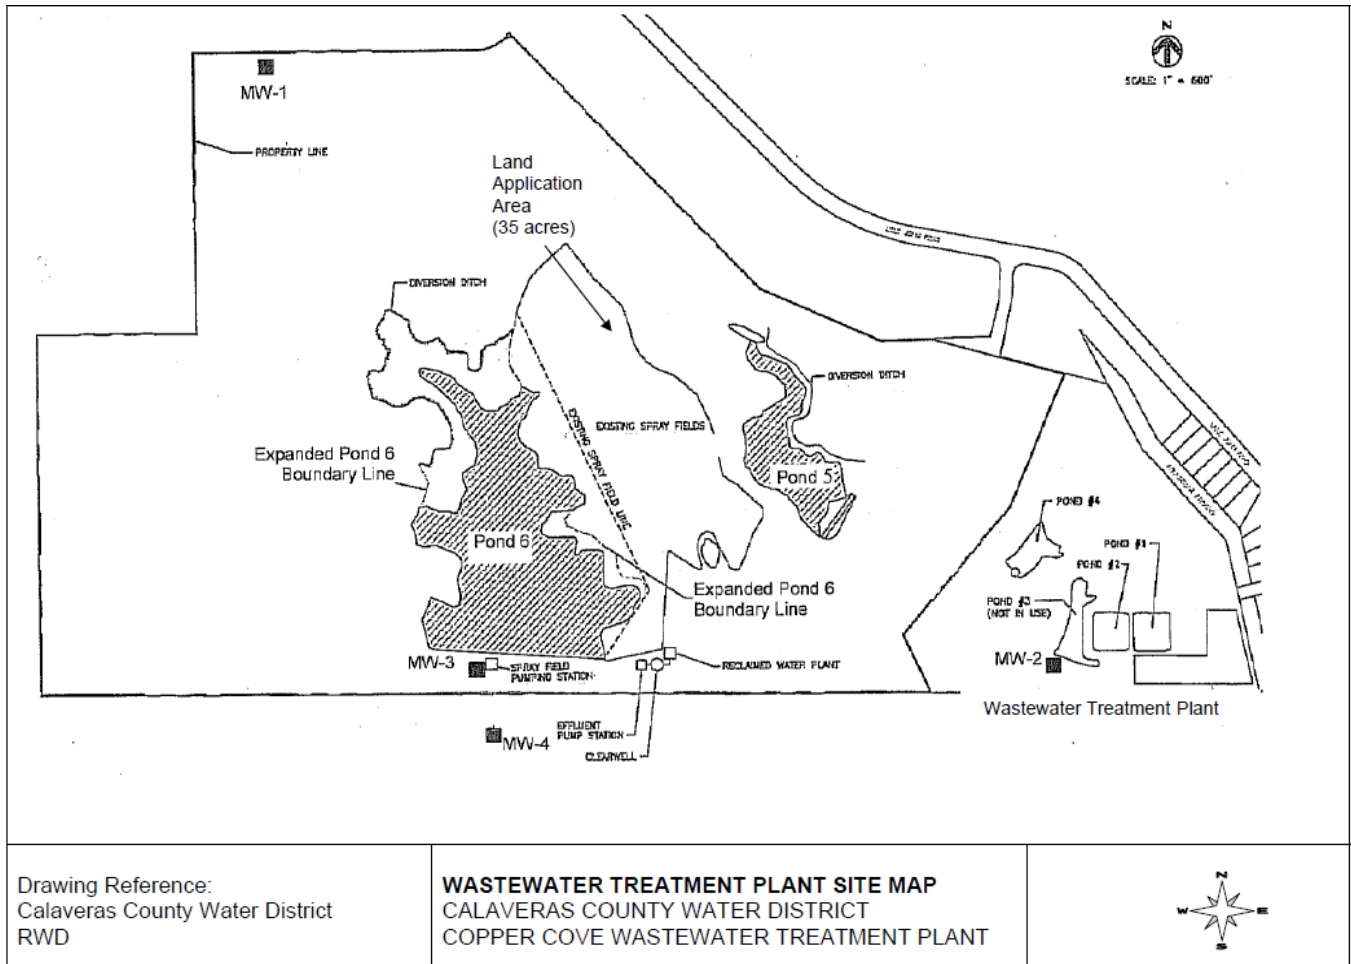 N
SCALE: 1" = 600'
MW-1
PROPERTY LINE
Land
Application
Area
(35 acres)
DIVERSION DITCH
DIVERSION DITCH
EXISTING SPRAY FIELDS
EXISTING SPRAY FIELD LINE
Expanded Pond 6
Boundary Line
Pond 5
Pond 6
POND #4
POND #1
POND #2
POND #3
(NOT IN USE)
Expanded Pond 6
Boundary Line
MW-3
SPRAY FIELD
PUMPING STATION
RECLAIMED WATER PLANT
MW-2
Wastewater Treatment Plant
MW-4
EFFLUENT
PUMP STATION
CLEARWELL
Drawing Reference:
Calaveras County Water District
RWD
WASTEWATER TREATMENT PLANT SITE MAP
CALAVERAS COUNTY WATER DISTRICT
COPPER COVE WASTEWATER TREATMENT PLANT
N
W
E
S